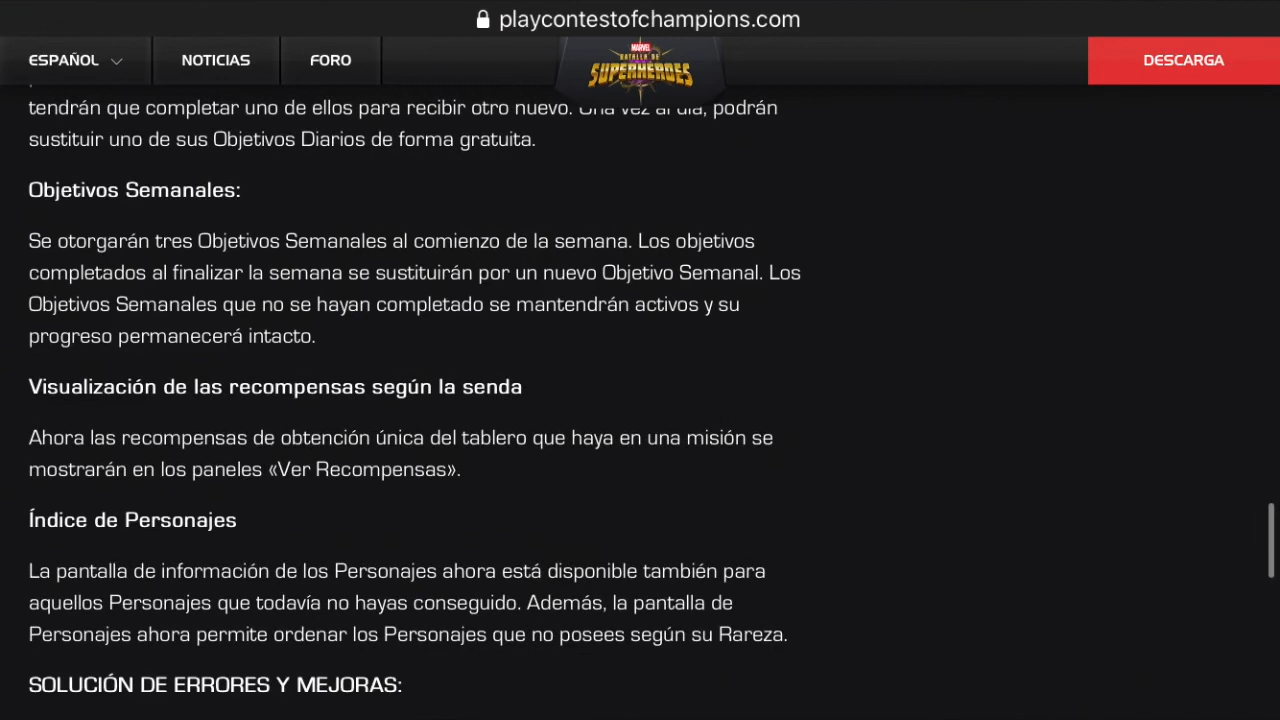 playcontestofchampions.com
ESPAÑOL
NOTICIAS
FORO
MARVEL
BATALLA DE
SUPERHÉROES
DESCARGA
tendrán que completar uno de ellos para recibir otro nuevo. Una vez al día, podrán
sustituir uno de sus Objetivos Diarios de forma gratuita.
Objetivos Semanales:
Se otorgarán tres Objetivos Semanales al comienzo de la semana. Los objetivos
completados al finalizar la semana se sustituirán por un nuevo Objetivo Semanal. Los
Objetivos Semanales que no se hayan completado se mantendrán activos y su
progreso permanecerá intacto.
Visualización de las recompensas según la senda
Ahora las recompensas de obtención única del tablero que haya en una misión se
mostrarán en los paneles «Ver Recompensas».
Índice de Personajes
La pantalla de información de los Personajes ahora está disponible también para
aquellos Personajes que todavía no hayas conseguido. Además, la pantalla de
Personajes ahora permite ordenar los Personajes que no posees según su Rareza.
SOLUCIÓN DE ERRORES Y MEJORAS: